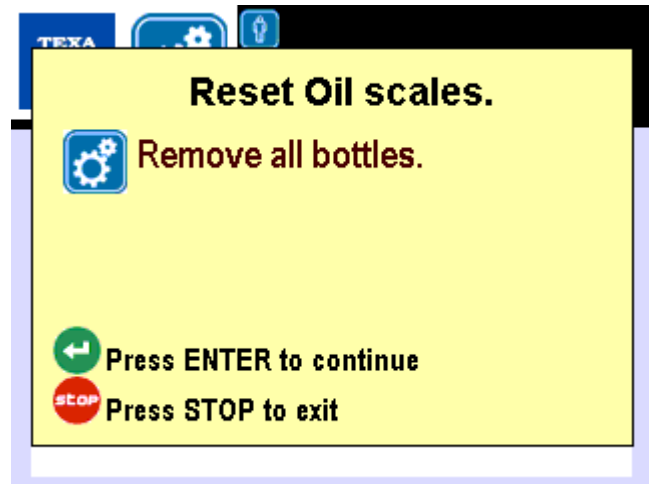 TEXA
Reset Oil scales.
Remove all bottles.
Press ENTER to continue
stop Press STOP to exit